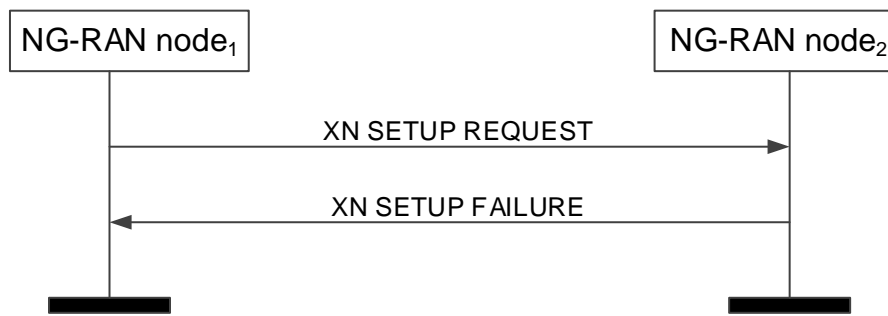 NG-RAN node₁
NG-RAN node₂
XN SETUP REQUEST
XN SETUP FAILURE